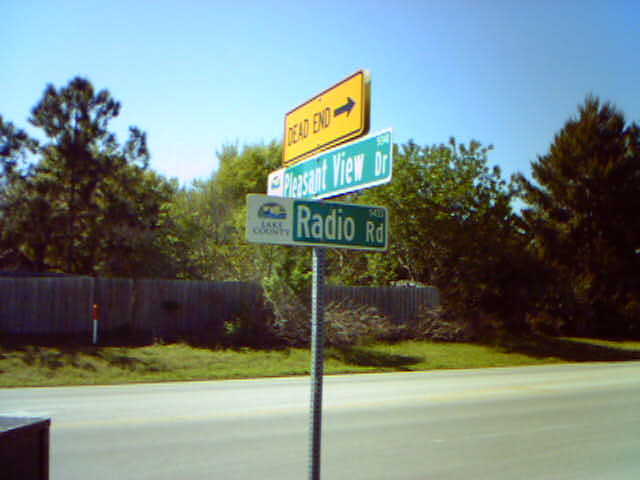 DEAD END
Pleasant View Dr
LAKE COUNTY
Radio Rd